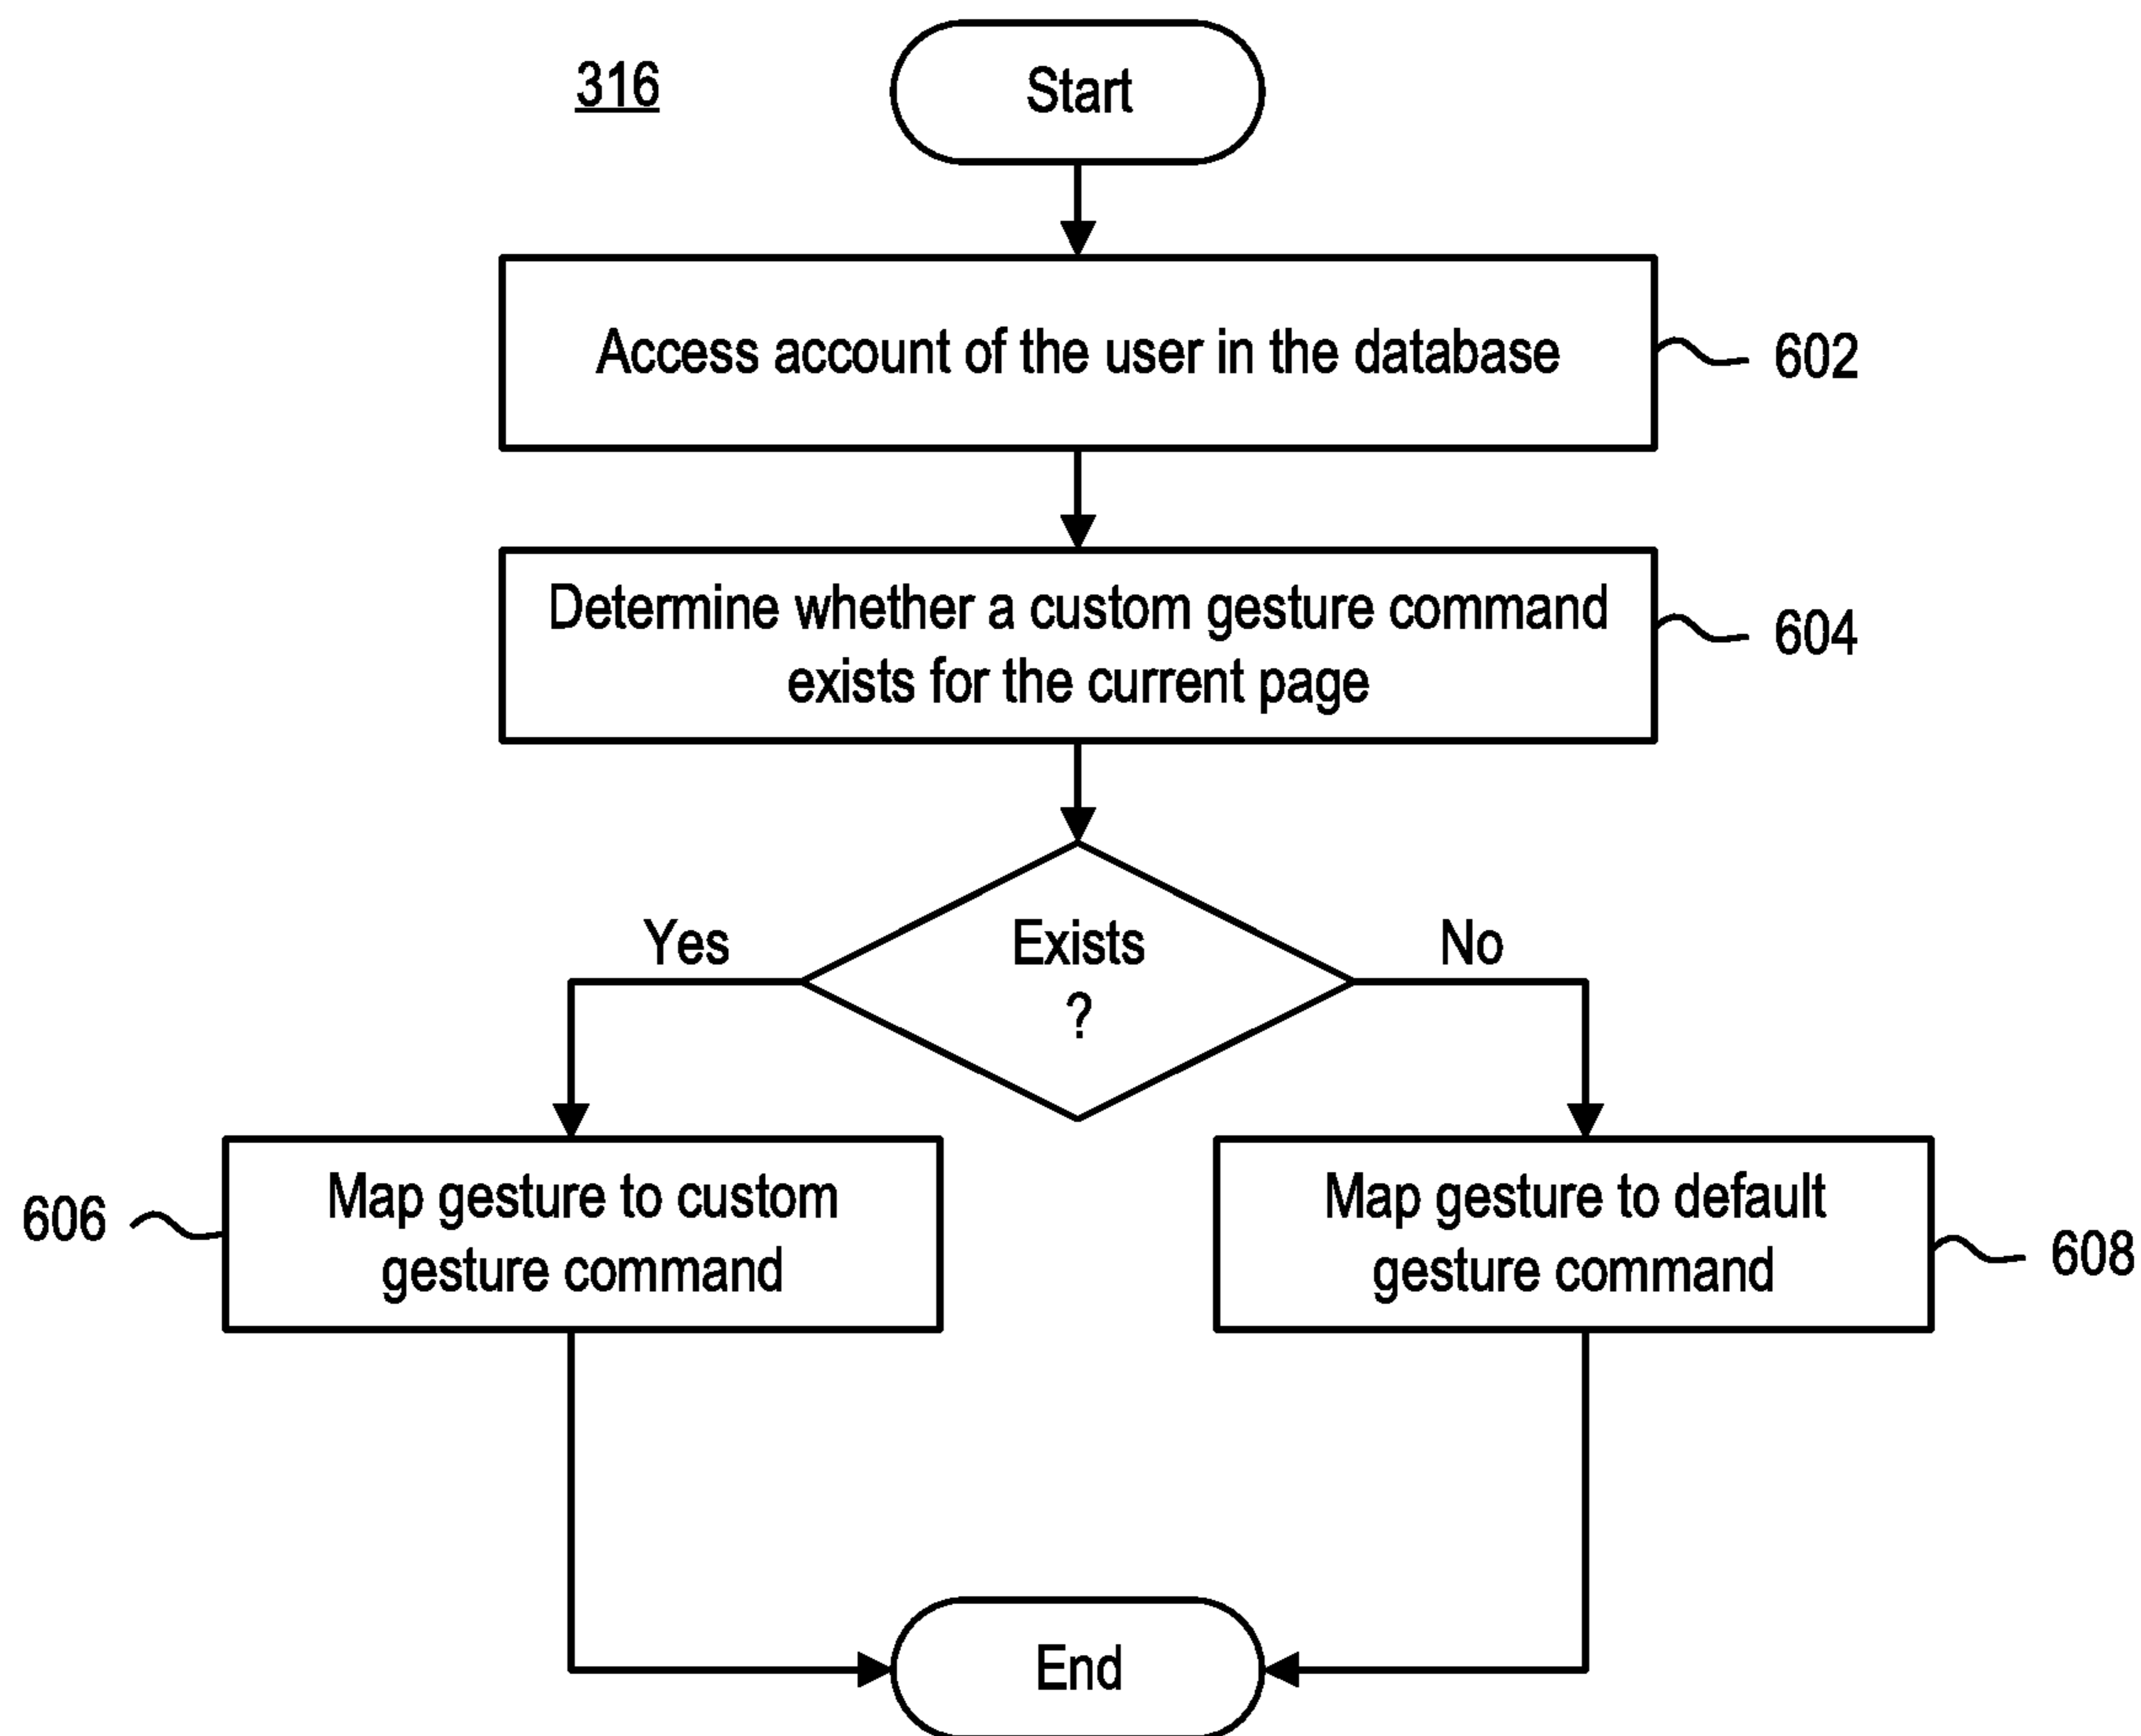 316
Start
Access account of the user in the database
602
Determine whether a custom gesture command
exists for the current page
604
Yes
Exists
?
No
606
Map gesture to custom
gesture command
Map gesture to default
gesture command
608
End